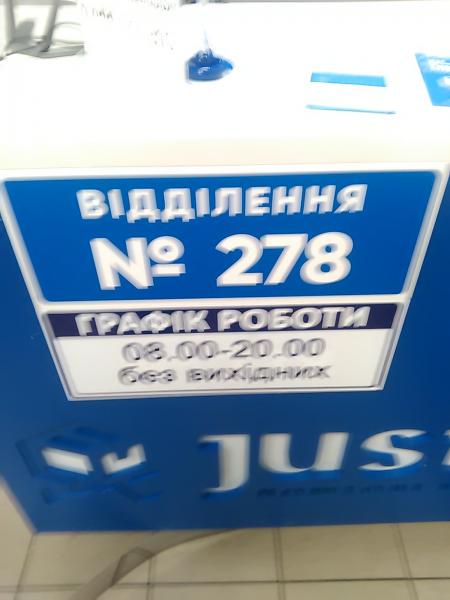 ВІДДІЛЕННЯ
№ 278
ГРАФІК РОБОТИ
08.00-20.00
без вихідних
JUS